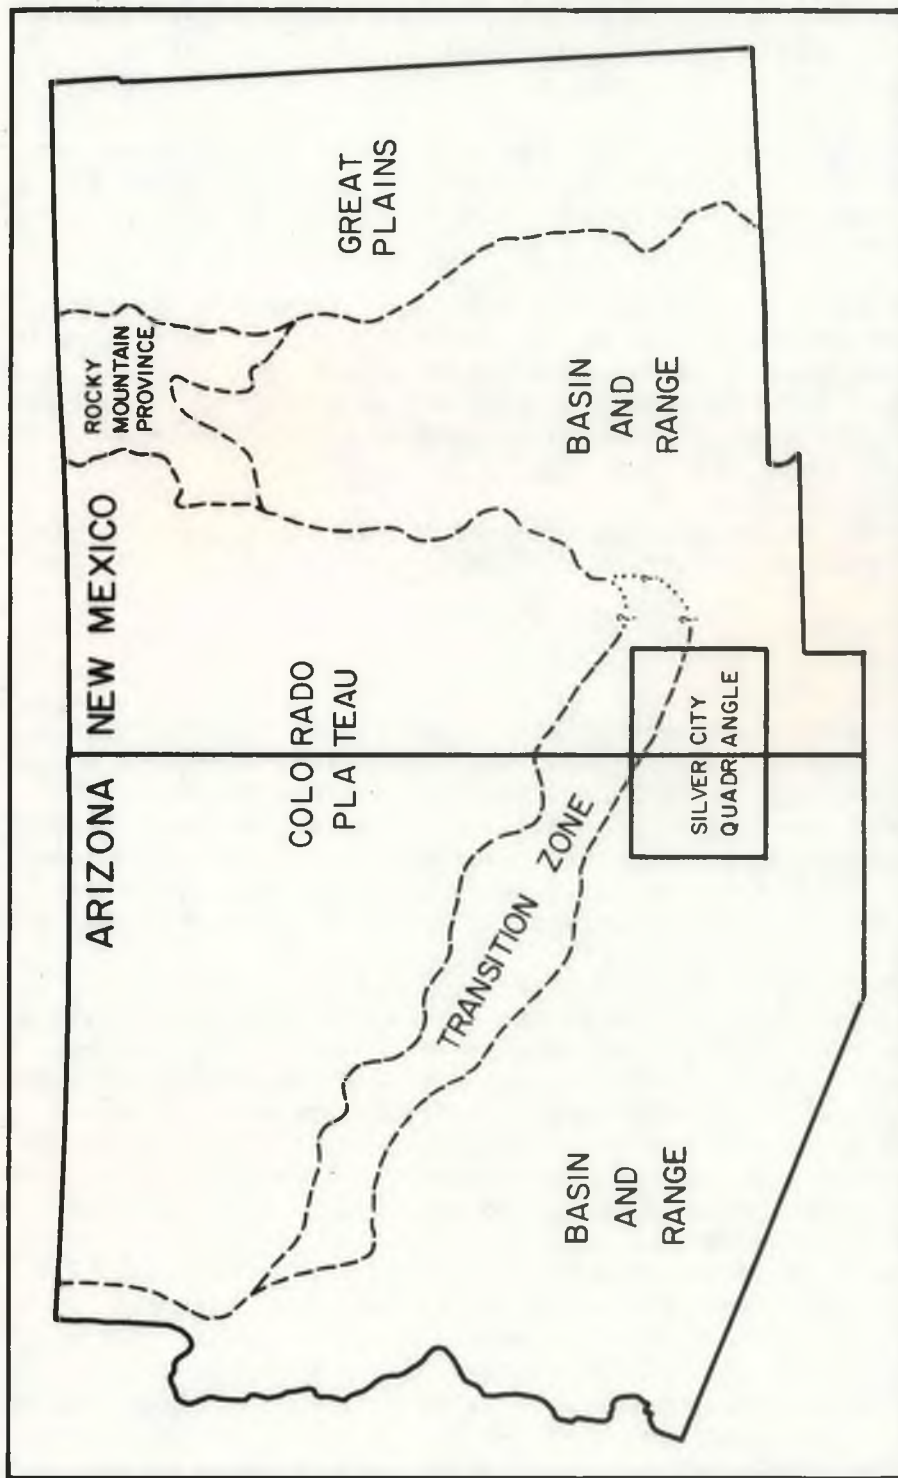 ARIZONA
NEW MEXICO
ROCKY
MOUNTAIN
PROVINCE
GREAT
PLAINS
COLORADO
PLATEAU
TRANSITION ZONE
BASIN
AND
RANGE
BASIN
AND
RANGE
SILVER CITY
QUADRANGLE
?
?
?